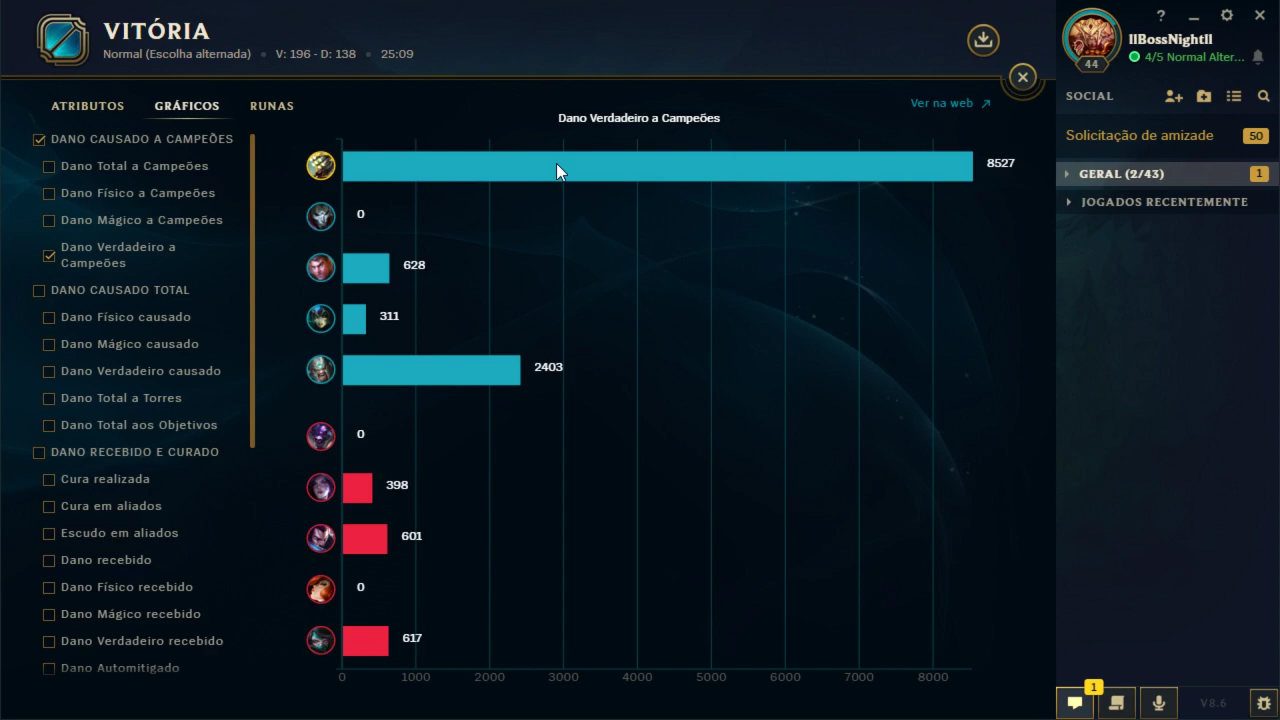 VITÓRIA
Normal (Escolha alternada) • V: 196 - D: 138 • 25:09
ATRIBUTOS GRÁFICOS RUNAS
Ver na web
Dano Verdadeiro a Campeões
DANO CAUSADO A CAMPEÕES
Dano Total a Campeões
Dano Físico a Campeões
Dano Mágico a Campeões
Dano Verdadeiro a
Campeões
DANO CAUSADO TOTAL
Dano Físico causado
Dano Mágico causado
Dano Verdadeiro causado
Dano Total a Torres
Dano Total aos Objetivos
DANO RECEBIDO E CURADO
Cura realizada
Cura em aliados
Escudo em aliados
Dano recebido
Dano Físico recebido
Dano Mágico recebido
Dano Verdadeiro recebido
Dano Automitigado
8527
0
628
311
2403
0
398
601
0
617
0 1000 2000 3000 4000 5000 6000 7000 8000
?
44
IlBossNightIl
4/5 Normal Alter...
SOCIAL
Solicitação de amizade 50
GERAL (2/43) 1
JOGADOS RECENTEMENTE
1
V8.6